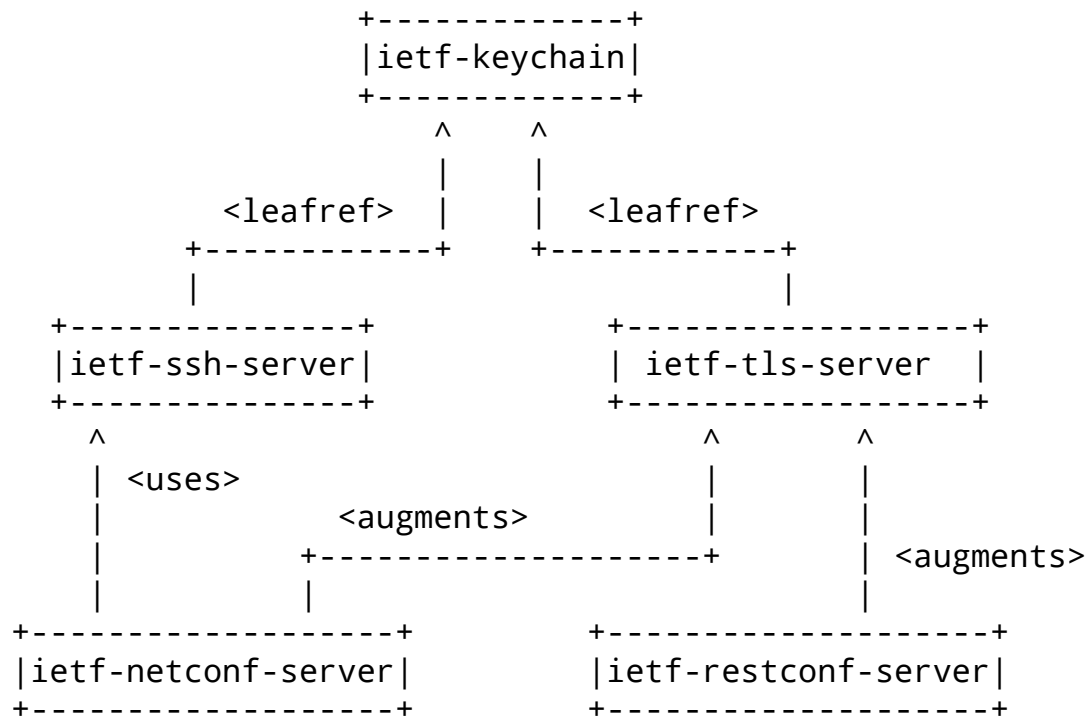 +-------------+
|ietf-keychain|
+-------------+
^ ^
| |
<leafref> | | <leafref>
+------------+ +------------+
| |
+---------------+ +------------------+
|ietf-ssh-server| | ietf-tls-server |
+---------------+ +------------------+
^ ^ ^
| <uses> | |
| <augments> | |
| +--------------------+ | <augments>
| | |
+-------------------+ +--------------------+
|ietf-netconf-server| |ietf-restconf-server|
+-------------------+ +--------------------+